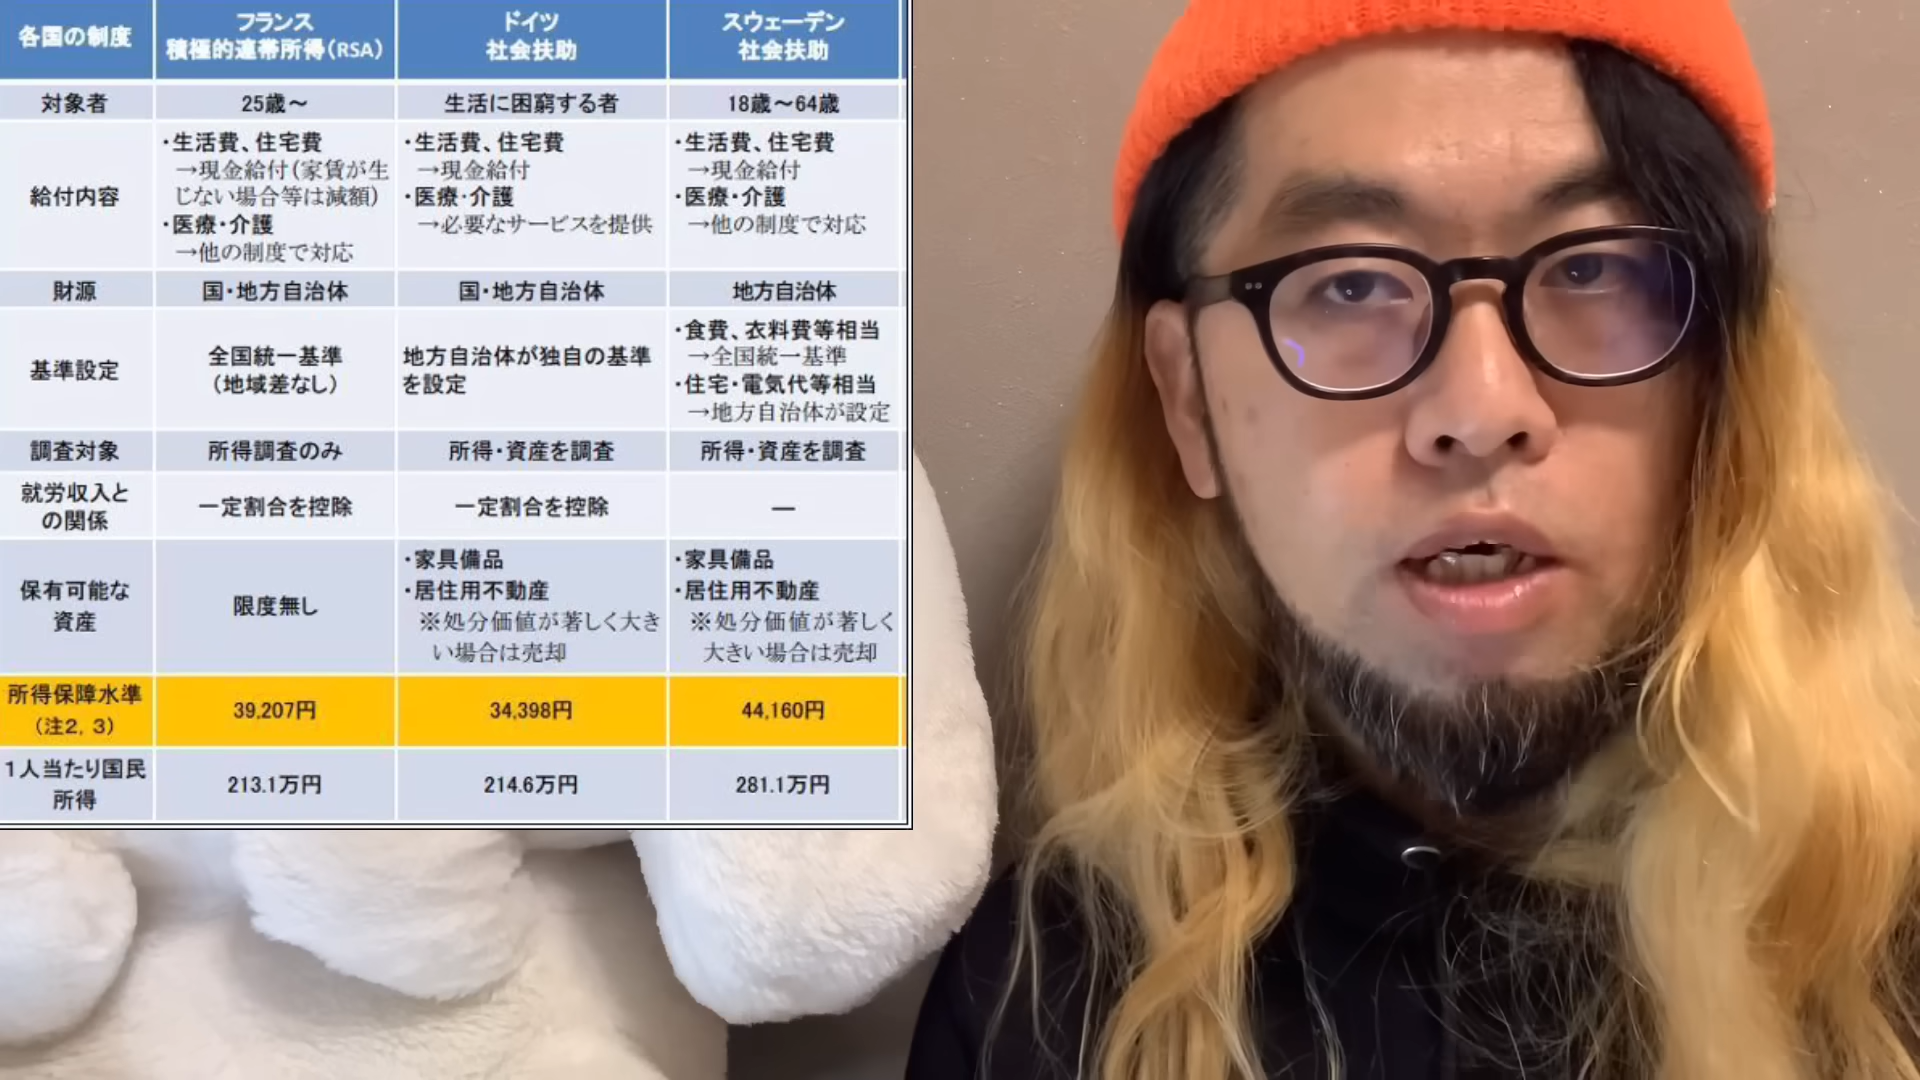 各国の制度
フランス
積極的連帯所得(RSA)
ドイツ
社会扶助
スウェーデン
社会扶助
対象者
25歳～
生活に困窮する者
18歳～64歳
給付内容
・生活費、住宅費
→現金給付(家賃が生
じない場合等は減額)
・医療・介護
→他の制度で対応
・生活費、住宅費
→現金給付
・医療・介護
→必要なサービスを提供
・生活費、住宅費
→現金給付
・医療・介護
→他の制度で対応
財源
国・地方自治体
国・地方自治体
地方自治体
基準設定
全国統一基準
(地域差なし)
地方自治体が独自の基準
を設定
・食費、衣料費等相当
→全国統一基準
・住宅・電気代等相当
→地方自治体が設定
調査対象
所得調査のみ
所得・資産を調査
所得・資産を調査
就労収入と
の関係
一定割合を控除
一定割合を控除
―
保有可能な
資産
限度無し
・家具備品
・居住用不動産
※処分価値が著しく大き
い場合は売却
・家具備品
・居住用不動産
※処分価値が著しく
大きい場合は売却
所得保障水準
(注2, 3)
39,207円
34,398円
44,160円
1人当たり国民
所得
213.1万円
214.6万円
281.1万円